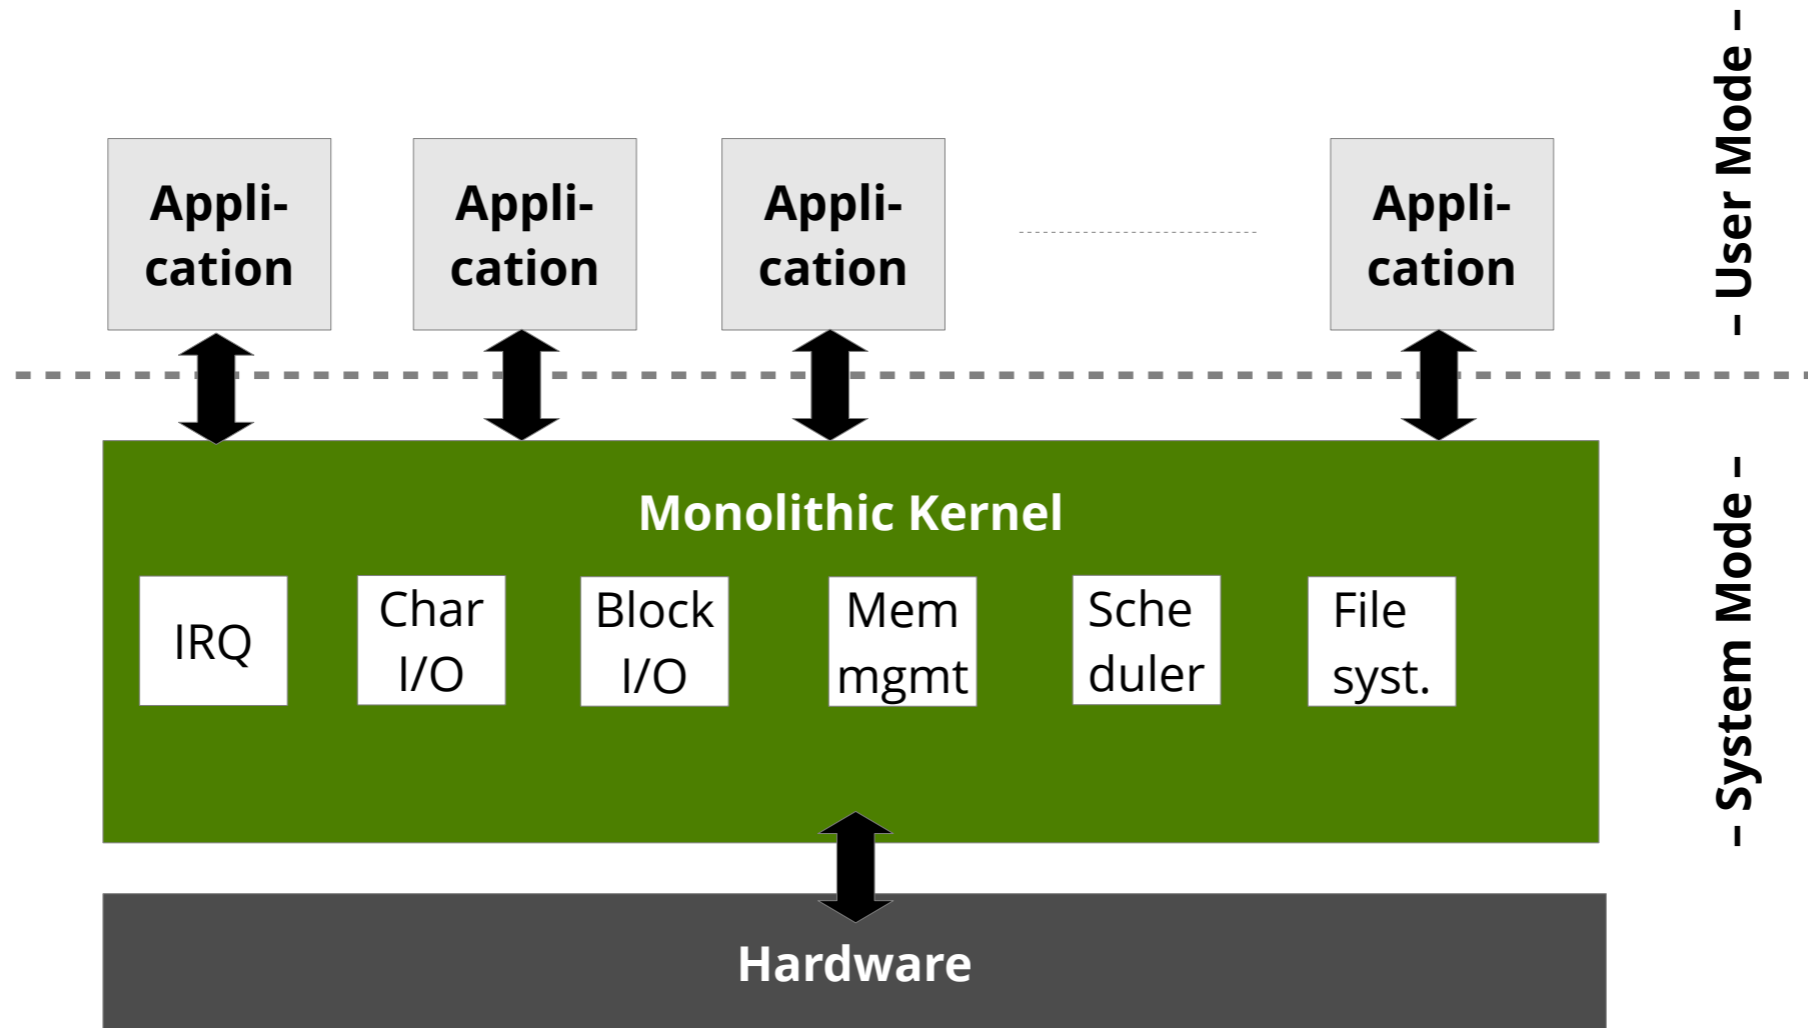 Appli-
cation
Appli-
cation
Appli-
cation
Appli-
cation
– User Mode –
Monolithic Kernel
IRQ
Char
I/O
Block
I/O
Mem
mgmt
Sche
duler
File
syst.
– System Mode –
Hardware